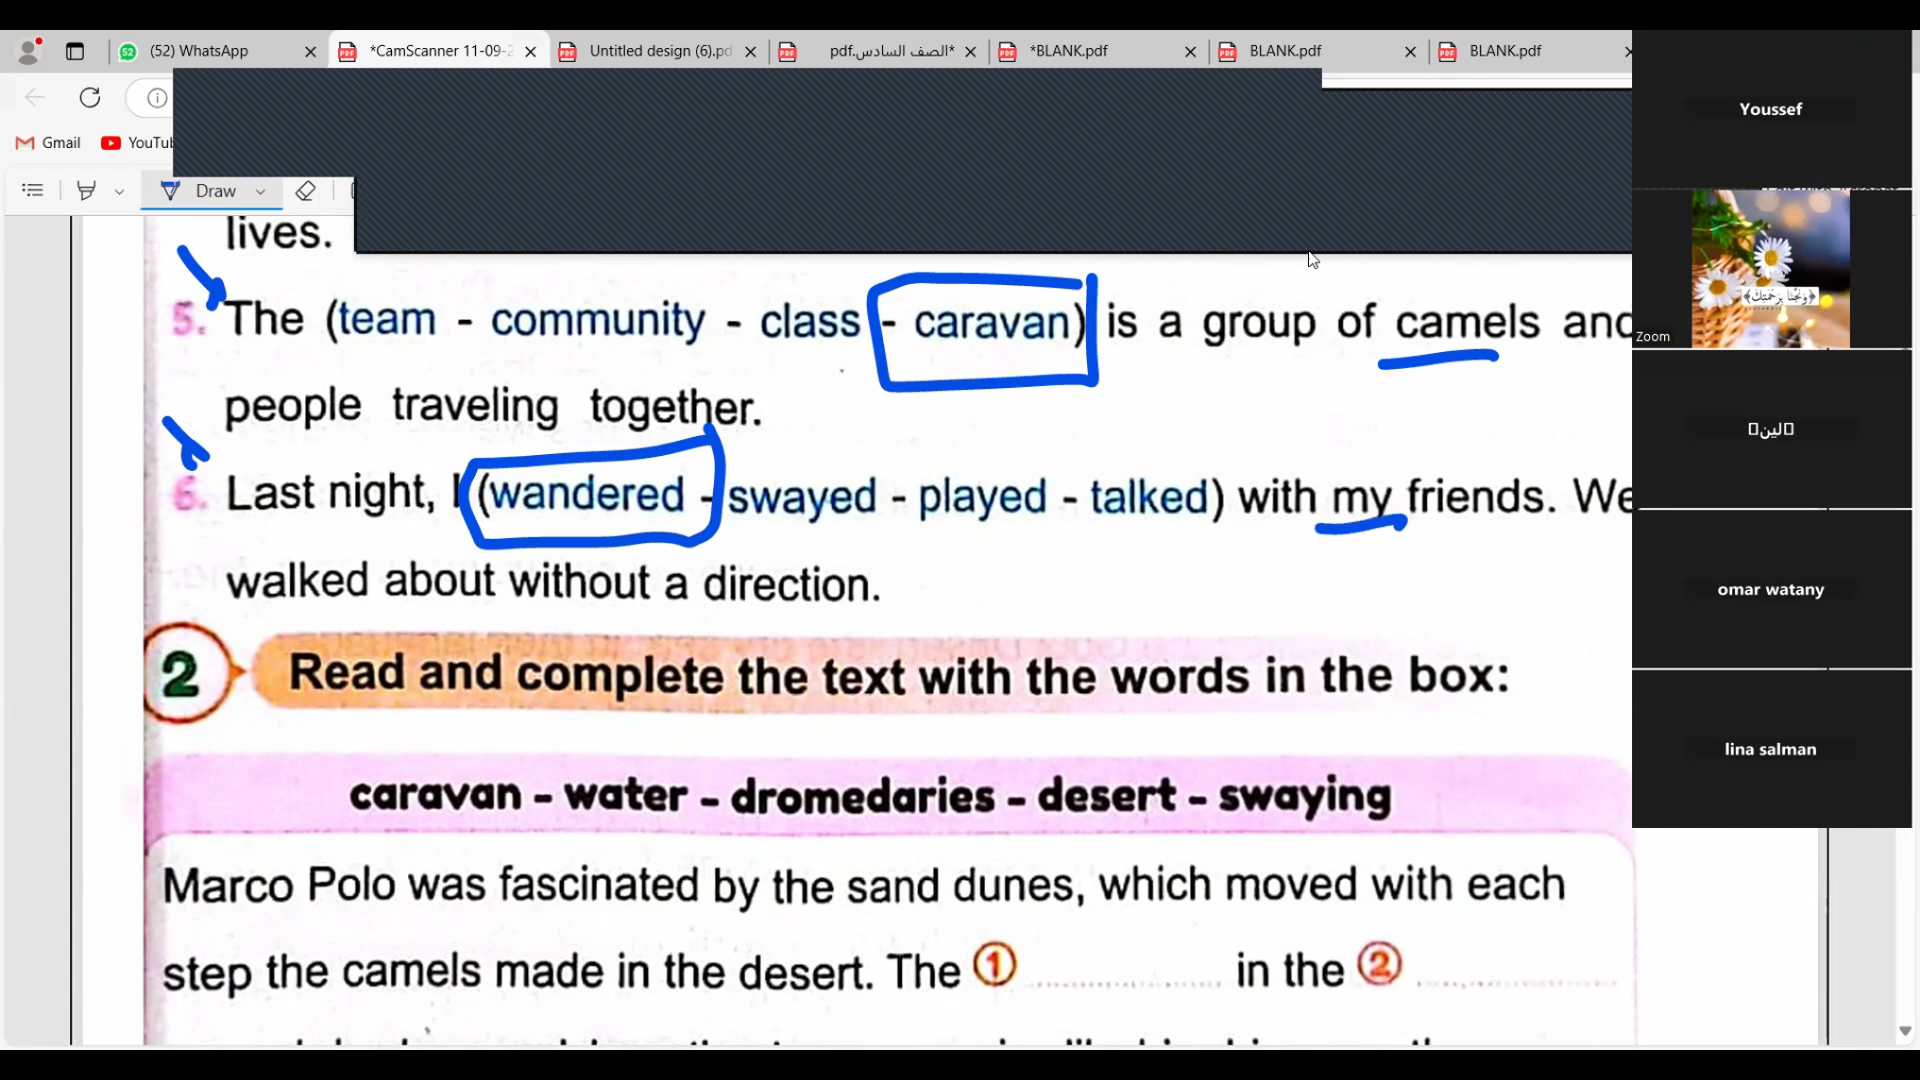 (52) WhatsApp
*CamScanner 11-09-2
Untitled design (6).pd
الصف السادس.pdf*
*BLANK.pdf
BLANK.pdf
BLANK.pdf
Gmail
YouTub
Draw
lives.
5. The (team - community - class - caravan) is a group of camels and
people traveling together.
6. Last night, I (wandered - swayed - played - talked) with my friends. We
walked about without a direction.
2 Read and complete the text with the words in the box:
caravan - water - dromedaries - desert - swaying
Marco Polo was fascinated by the sand dunes, which moved with each
step the camels made in the desert. The ① .................... in the ② ....................
Youssef
﴿وَنَجِّنَا بِرَحْمَتِكَ﴾
Zoom
لين
omar watany
lina salman